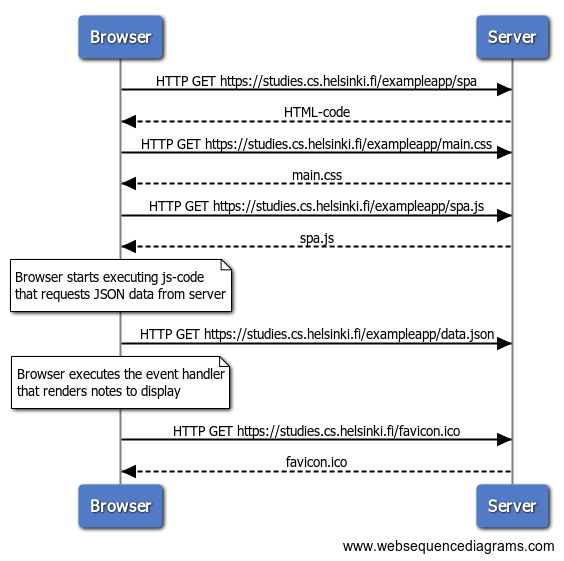 Browser
Server
HTTP GET https://studies.cs.helsinki.fi/exampleapp/spa
HTML-code
HTTP GET https://studies.cs.helsinki.fi/exampleapp/main.css
main.css
HTTP GET https://studies.cs.helsinki.fi/exampleapp/spa.js
spa.js
Browser starts executing js-code
that requests JSON data from server
HTTP GET https://studies.cs.helsinki.fi/exampleapp/data.json
Browser executes the event handler
that renders notes to display
HTTP GET https://studies.cs.helsinki.fi/favicon.ico
favicon.ico
Browser
Server
www.websequencediagrams.com